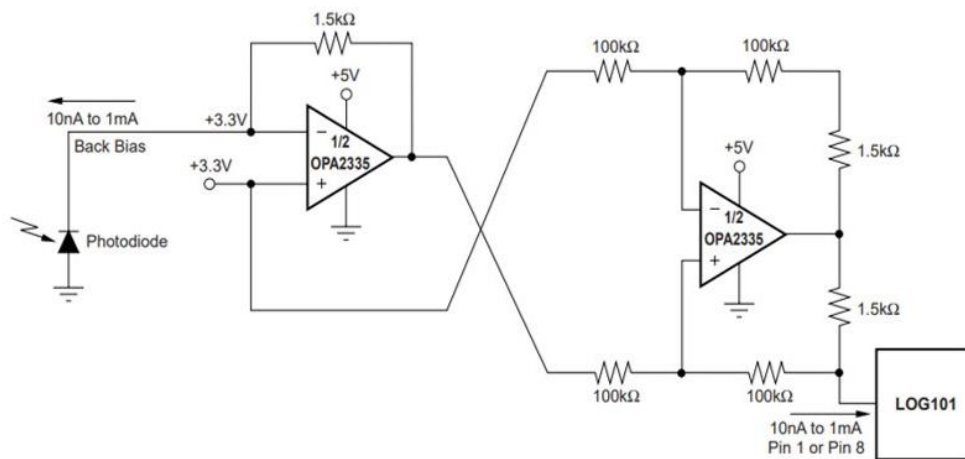 1.5kΩ
+5V
10nA to 1mA
Back Bias
+3.3V
+3.3V
1/2
OPA2335
Photodiode
100kΩ
100kΩ
1.5kΩ
+5V
1/2
OPA2335
1.5kΩ
100kΩ
100kΩ
10nA to 1mA
Pin 1 or Pin 8
LOG101